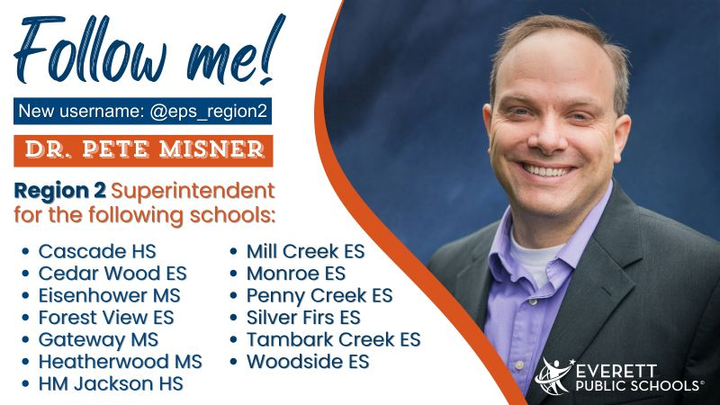 Follow me!
New username: @eps_region2
DR. PETE MISNER
Region 2 Superintendent
for the following schools:
• Cascade HS
• Cedar Wood ES
• Eisenhower MS
• Forest View ES
• Gateway MS
• Heatherwood MS
• HM Jackson HS
• Mill Creek ES
• Monroe ES
• Penny Creek ES
• Silver Firs ES
• Tambark Creek ES
• Woodside ES
EVERETT
PUBLIC SCHOOLS©